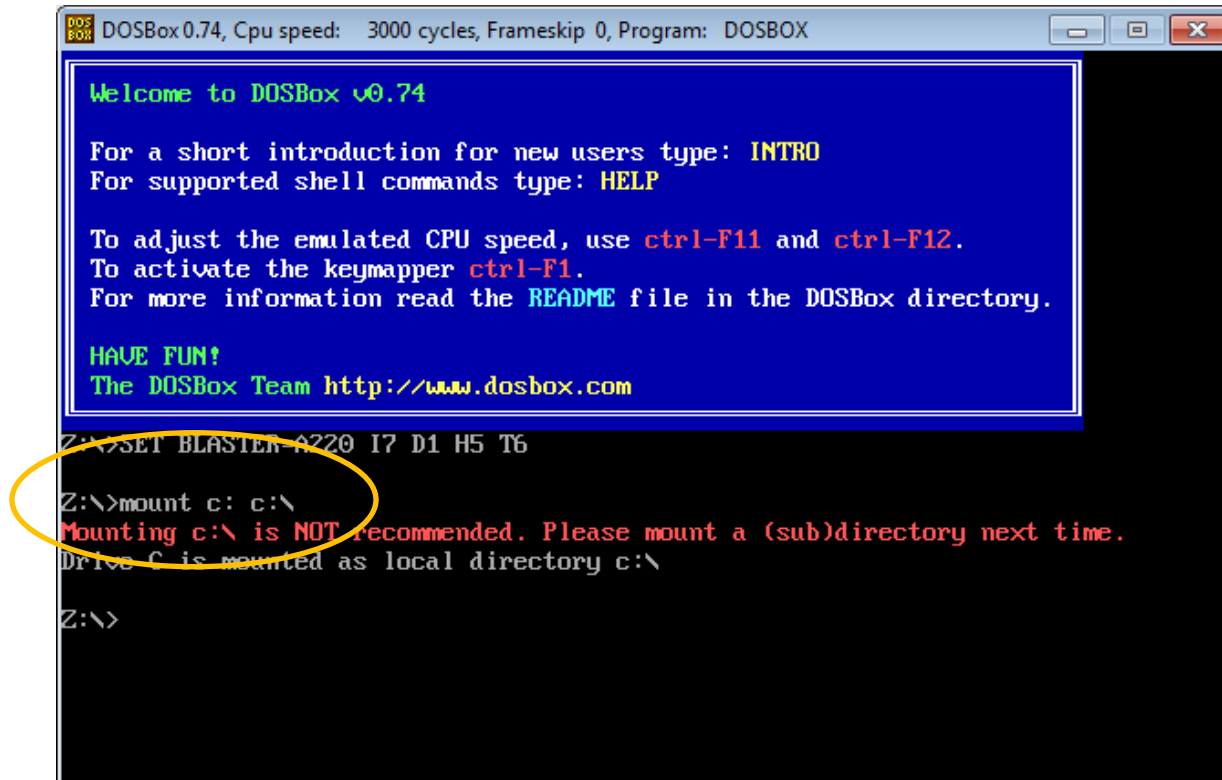 DOS
BOX
DOSBox 0.74, Cpu speed: 3000 cycles, Frameskip 0, Program: DOSBOX
Welcome to DOSBox v0.74
For a short introduction for new users type: INTRO
For supported shell commands type: HELP
To adjust the emulated CPU speed, use ctrl-F11 and ctrl-F12.
To activate the keymapper ctrl-F1.
For more information read the README file in the DOSBox directory.
HAVE FUN!
The DOSBox Team http://www.dosbox.com
Z:\>SET BLASTER=A220 I7 D1 H5 T6
Z:\>mount c: c:\
Mounting c:\ is NOT recommended. Please mount a (sub)directory next time.
Drive C is mounted as local directory c:\
Z:\>